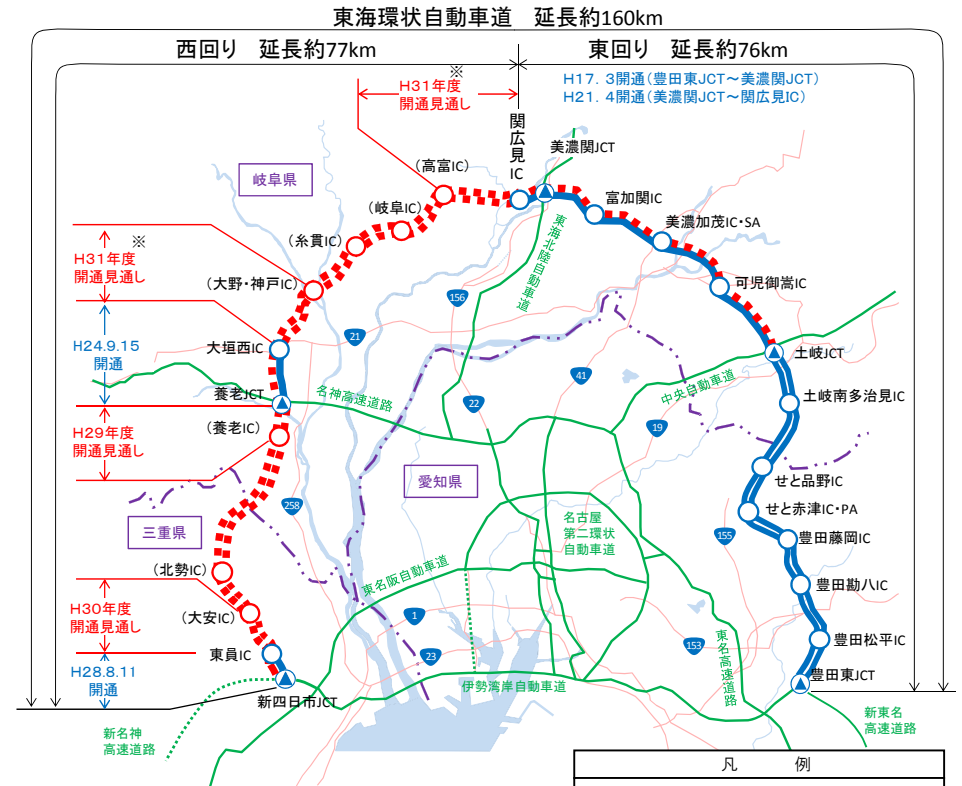 東海環状自動車道 延長約160km
西回り 延長約77km
東回り 延長約76km
※
H31年度
開通見通し
H17.3開通(豊田東JCT~美濃関JCT)
H21.4開通(美濃関JCT~関広見IC)
関広見IC
美濃関JCT
岐阜県
(高富IC)
富加関IC
(岐阜IC)
美濃加茂IC・SA
(糸貫IC)
東海北陸自動車道
※
H31年度
開通見通し
(大野・神戸IC)
可児御嵩IC
156
21
H24.9.15
開通
大垣西IC
土岐JCT
41
中央自動車道
養老JCT
名神高速道路
22
土岐南多治見IC
H29年度
開通見通し
(養老IC)
19
せと品野IC
愛知県
258
せと赤津IC・PA
三重県
名古屋
第二環状
自動車道
155
豊田藤岡IC
(北勢IC)
東名阪自動車道
豊田勘八IC
H30年度
開通見通し
(大安IC)
1
東名高速道路
153
豊田松平IC
東員IC
23
H28.8.11
開通
豊田東JCT
伊勢湾岸自動車道
新四日市JCT
新名神
高速道路
新東名
高速道路
凡 例